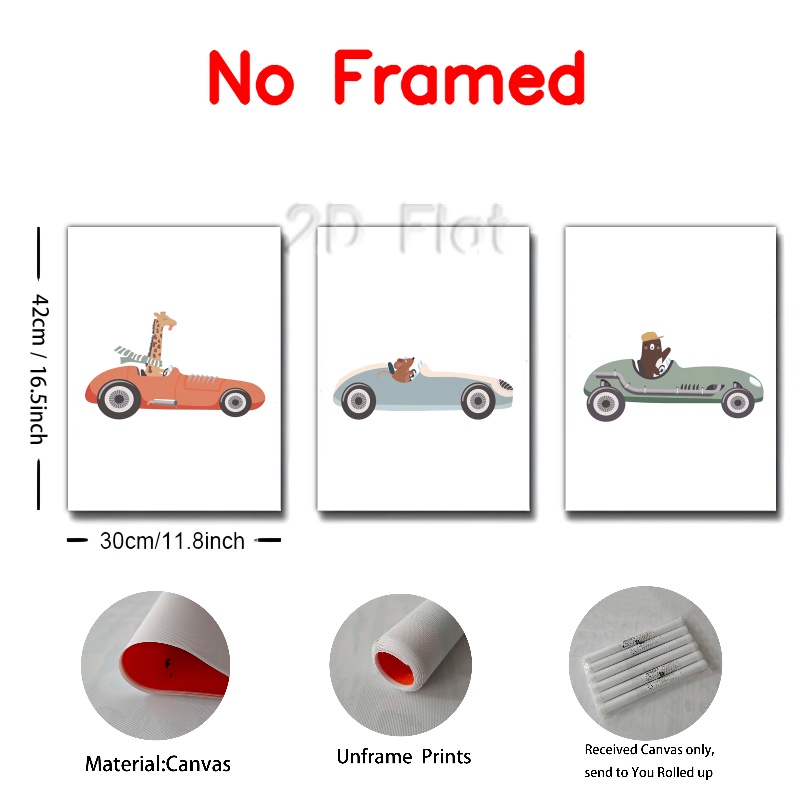 No Framed
2D Flat
42cm / 16.5inch
30cm/11.8inch
Material:Canvas
Unframe Prints
Received Canvas only,
send to You Rolled up